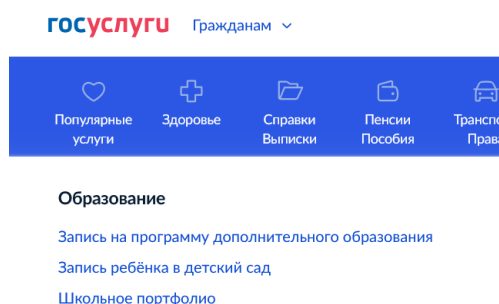 госуслуги Гражданам
Популярные услуги
Здоровье
Справки Выписки
Пенсии Пособия
Образование
Запись на программу дополнительного образования
Запись ребёнка в детский сад
Школьное портфолио